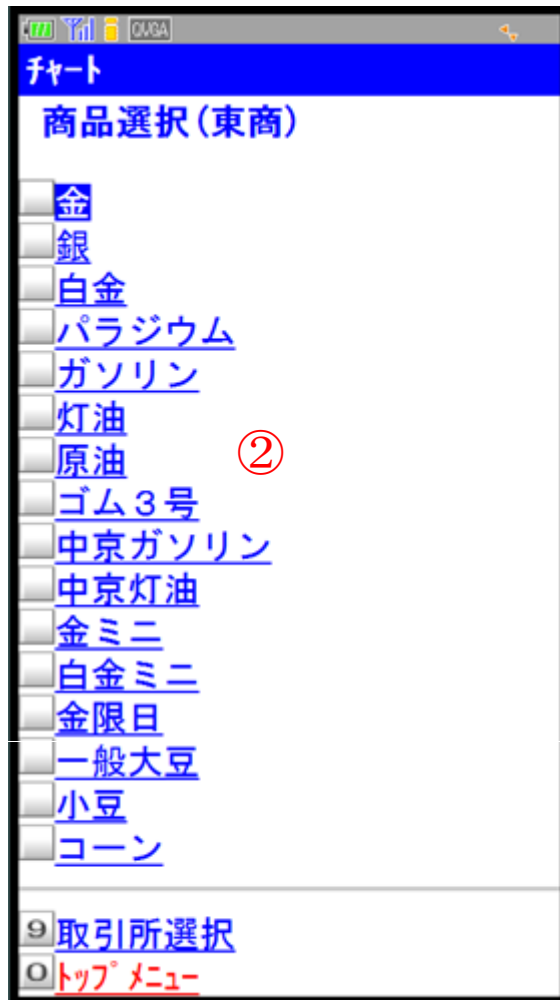 QVGA
ﾁｬｰﾄ
商品選択(東商)
金
銀
白金
パラジウム
ガソリン
灯油
原油
②
ゴム３号
中京ガソリン
中京灯油
金ミニ
白金ミニ
金限日
一般大豆
小豆
コーン
9取引所選択
0ﾄｯﾌﾟﾒﾆｭｰ